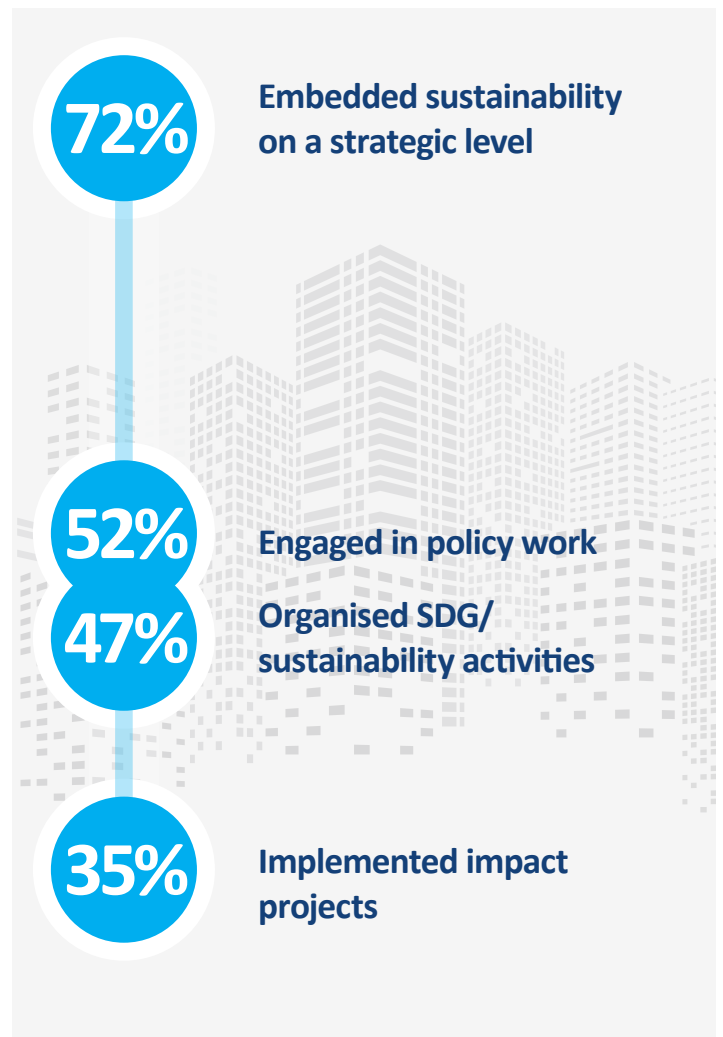 72%
Embedded sustainability
on a strategic level
52%
Engaged in policy work
47%
Organised SDG/
sustainability activities
35%
Implemented impact
projects